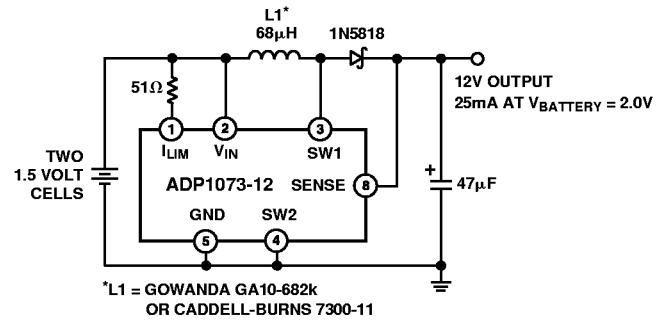 L1*
68µH
1N5818
51Ω
12V OUTPUT
25mA AT VBATTERY = 2.0V
1
2
3
ILIM
VIN
SW1
TWO
1.5 VOLT
CELLS
ADP1073-12
SENSE
8
+
47µF
GND
SW2
5
4
*L1 = GOWANDA GA10-682k
OR CADDELL-BURNS 7300-11